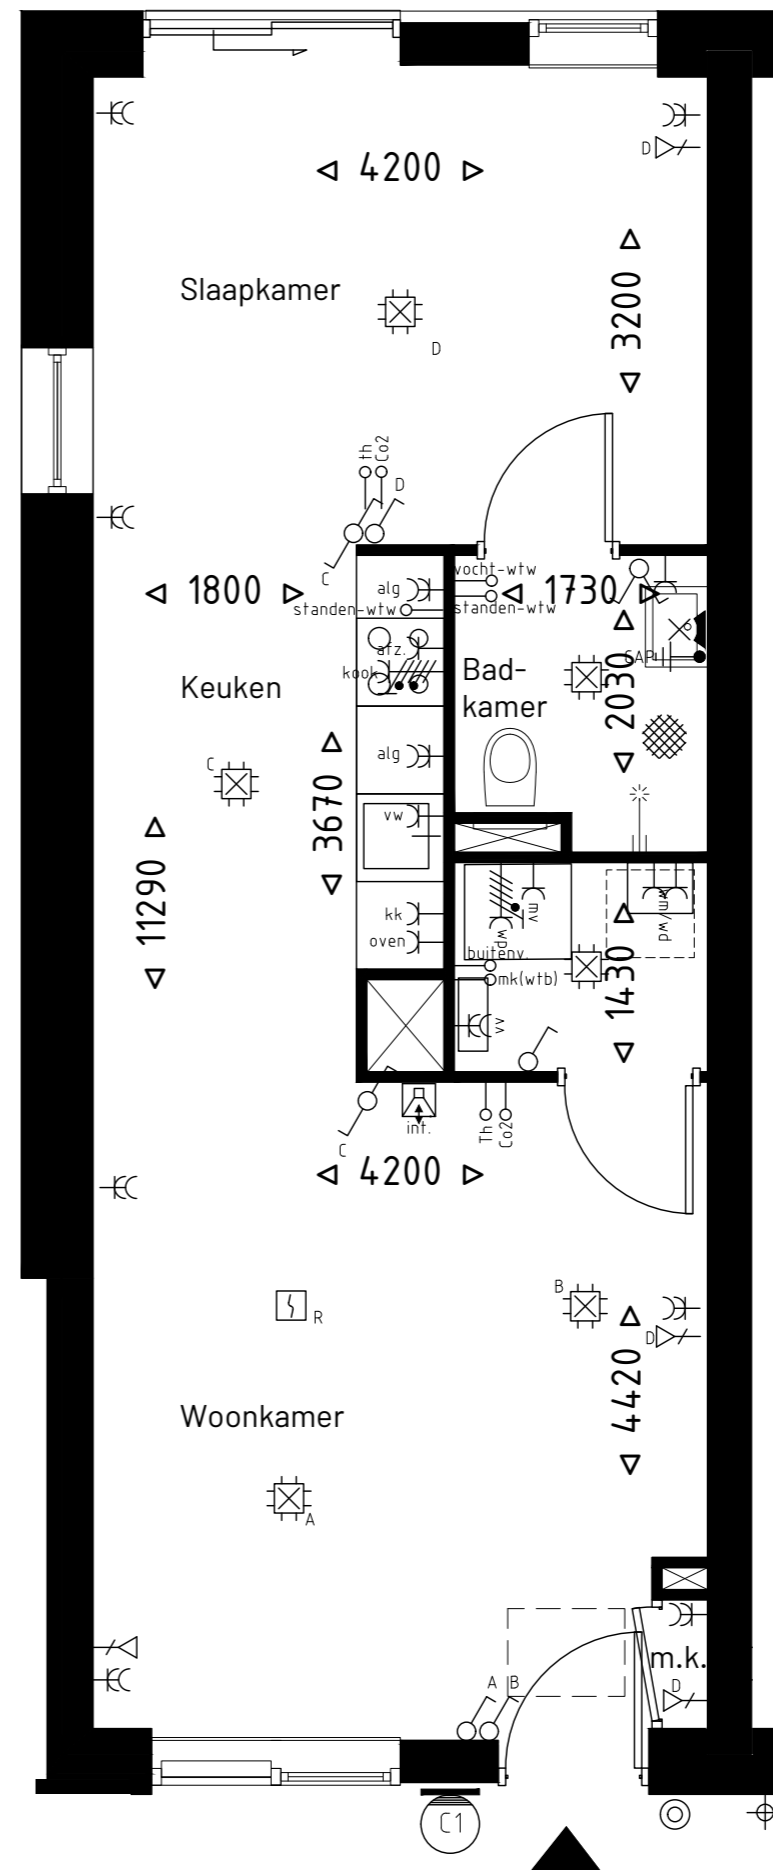 D
4200
3200
Slaapkamer
D
th
Co2
D
C
vocht-wtw
alg
1800
1730
standen-wtw
standen-wtw
afz.
CAP
kook
Bad-
kamer
2030
Keuken
alg
C
3670
vw
11290
kk
oven
mv
wp
wm/wd
buitenv.
mk(wtb)
1430
vv
C
int.
Th
Co2
4200
B
R
D
4420
Woonkamer
A
m.k.
A
B
D
C1